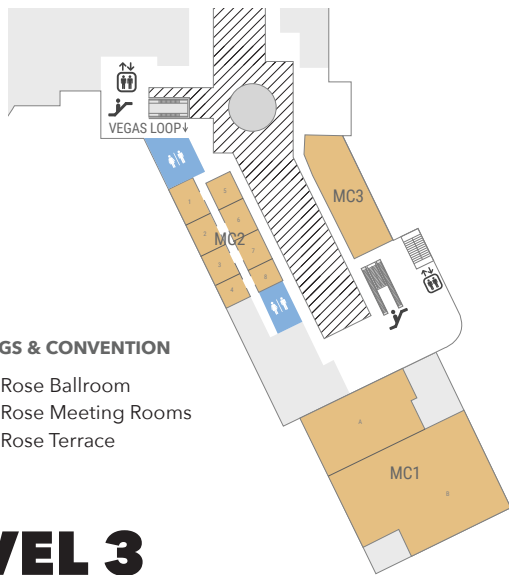 VEGAS LOOP↓
MC3
1
5
2
6
MC2
3
7
4
8
GS & CONVENTION
Rose Ballroom
Rose Meeting Rooms
Rose Terrace
A
MC1
B
VEL 3